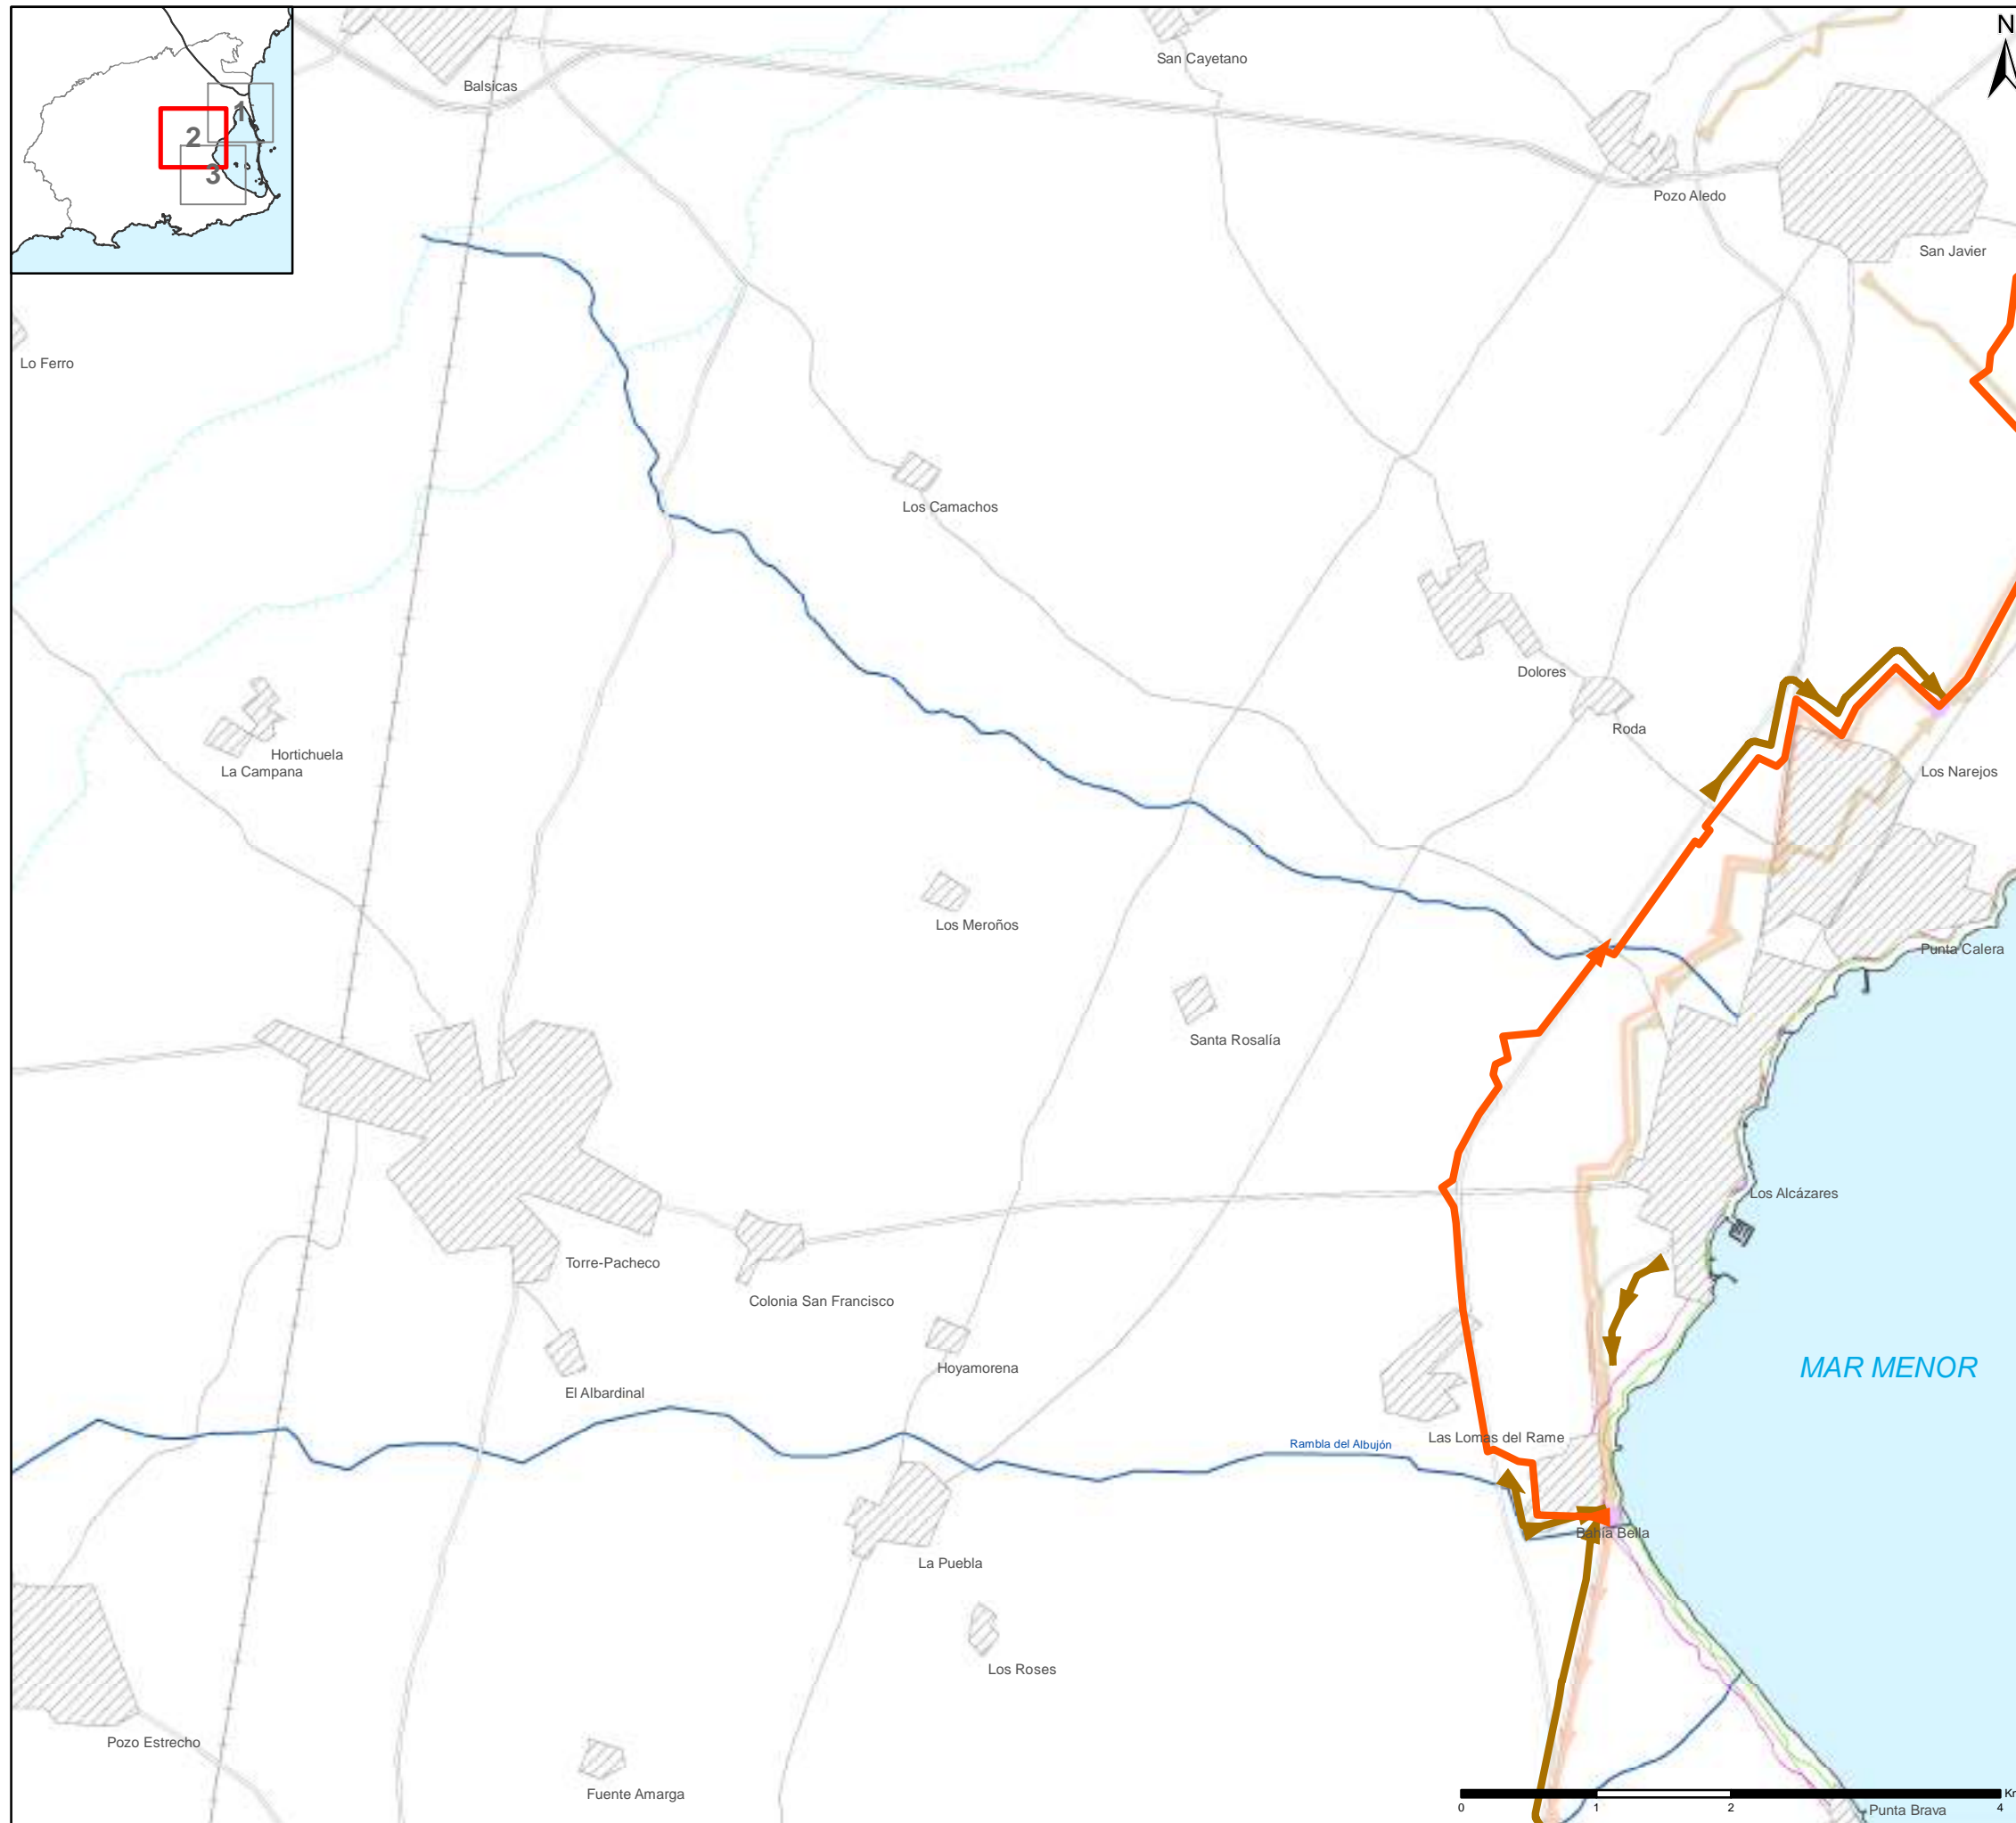 N
San Cayetano
Balsicas
1
2
3
Pozo Aledo
San Javier
Lo Ferro
Los Camachos
Dolores
Roda
Hortichuela
La Campana
Los Narejos
Los Meroños
Punta Calera
Santa Rosalía
Los Alcázares
Torre-Pacheco
Colonia San Francisco
Hoyamorena
MAR MENOR
El Albardinal
Las Lomas del Rame
Rambla del Albujón
Bahía Bella
La Puebla
Los Roses
Pozo Estrecho
Fuente Amarga
0 1 2 4
Punta Brava